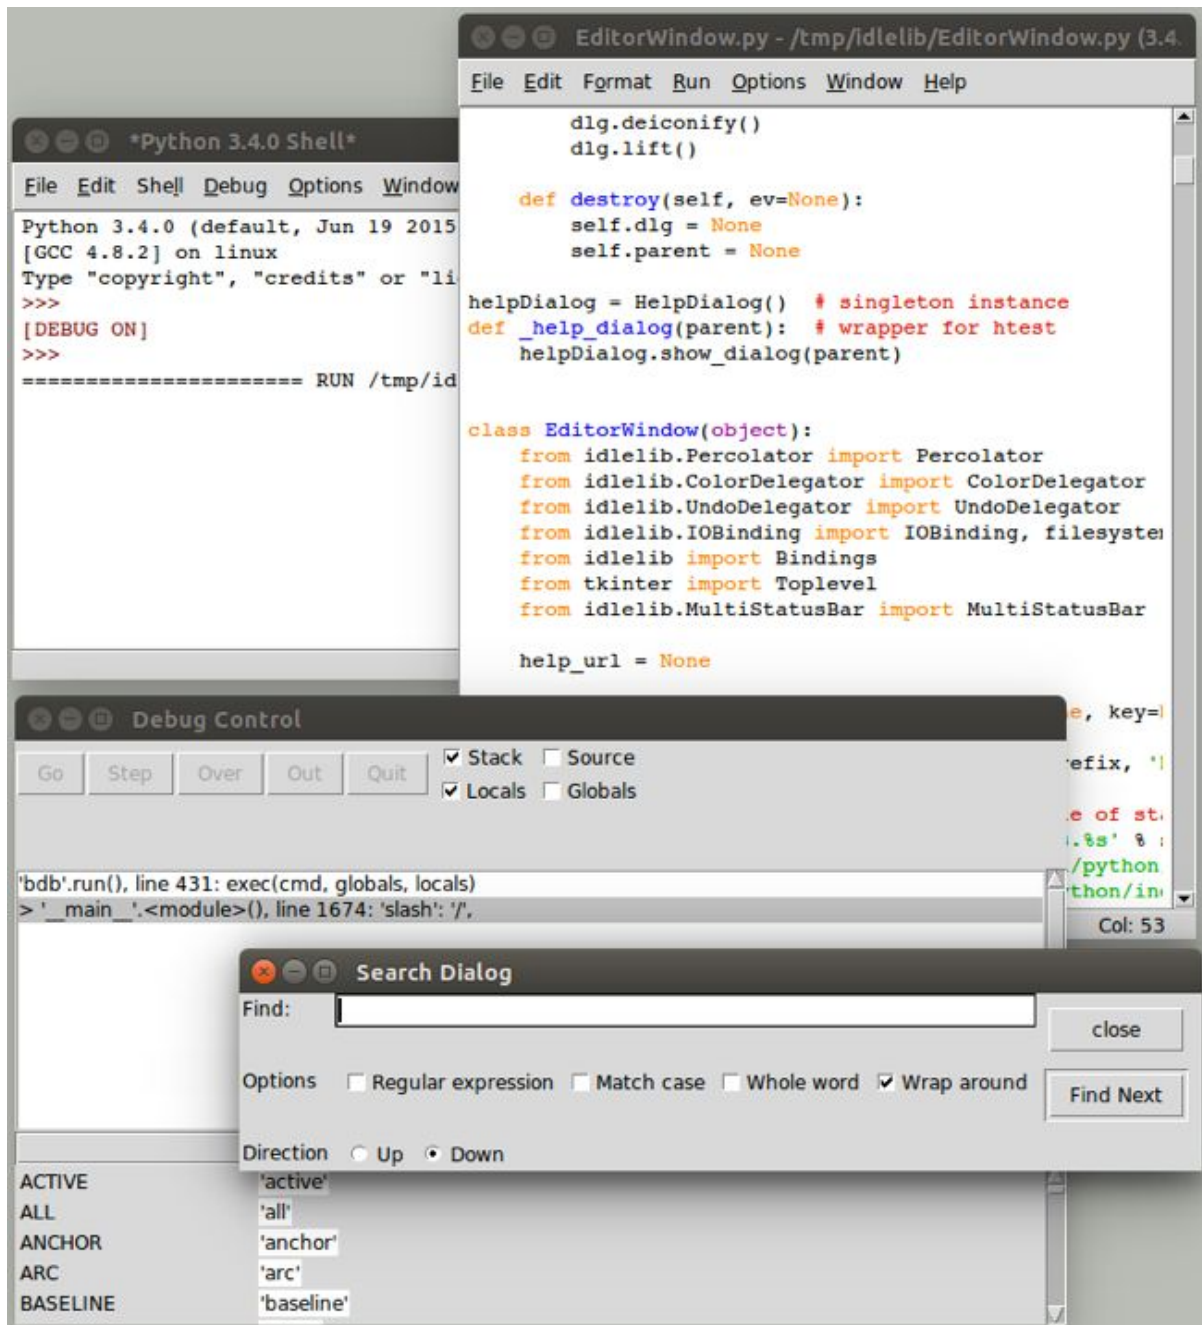 EditorWindow.py - /tmp/idlelib/EditorWindow.py (3.4.
File Edit Format Run Options Window Help
dlg.deiconify()
dlg.lift()
def destroy(self, ev=None):
self.dlg = None
self.parent = None
helpDialog = HelpDialog() # singleton instance
def _help_dialog(parent): # wrapper for htest
helpDialog.show_dialog(parent)
class EditorWindow(object):
from idlelib.Percolator import Percolator
from idlelib.ColorDelegator import ColorDelegator
from idlelib.UndoDelegator import UndoDelegator
from idlelib.IOBinding import IOBinding, filesyste
from idlelib import Bindings
from tkinter import Toplevel
from idlelib.MultiStatusBar import MultiStatusBar
help_url = None
e, key=
efix, '
e of st
.%s' %
/python
thon/in
Col: 53
*Python 3.4.0 Shell*
File Edit Shell Debug Options Window
Python 3.4.0 (default, Jun 19 2015
[GCC 4.8.2] on linux
Type "copyright", "credits" or "li
>>>
[DEBUG ON]
>>>
====================== RUN /tmp/id
Debug Control
Go Step Over Out Quit
Stack Source
Locals Globals
'bdb'.run(), line 431: exec(cmd, globals, locals)
> '__main__'.<module>(), line 1674: 'slash': '/',
Search Dialog
Find:
close
Options Regular expression Match case Whole word Wrap around
Find Next
Direction Up Down
ACTIVE 'active'
ALL 'all'
ANCHOR 'anchor'
ARC 'arc'
BASELINE 'baseline'